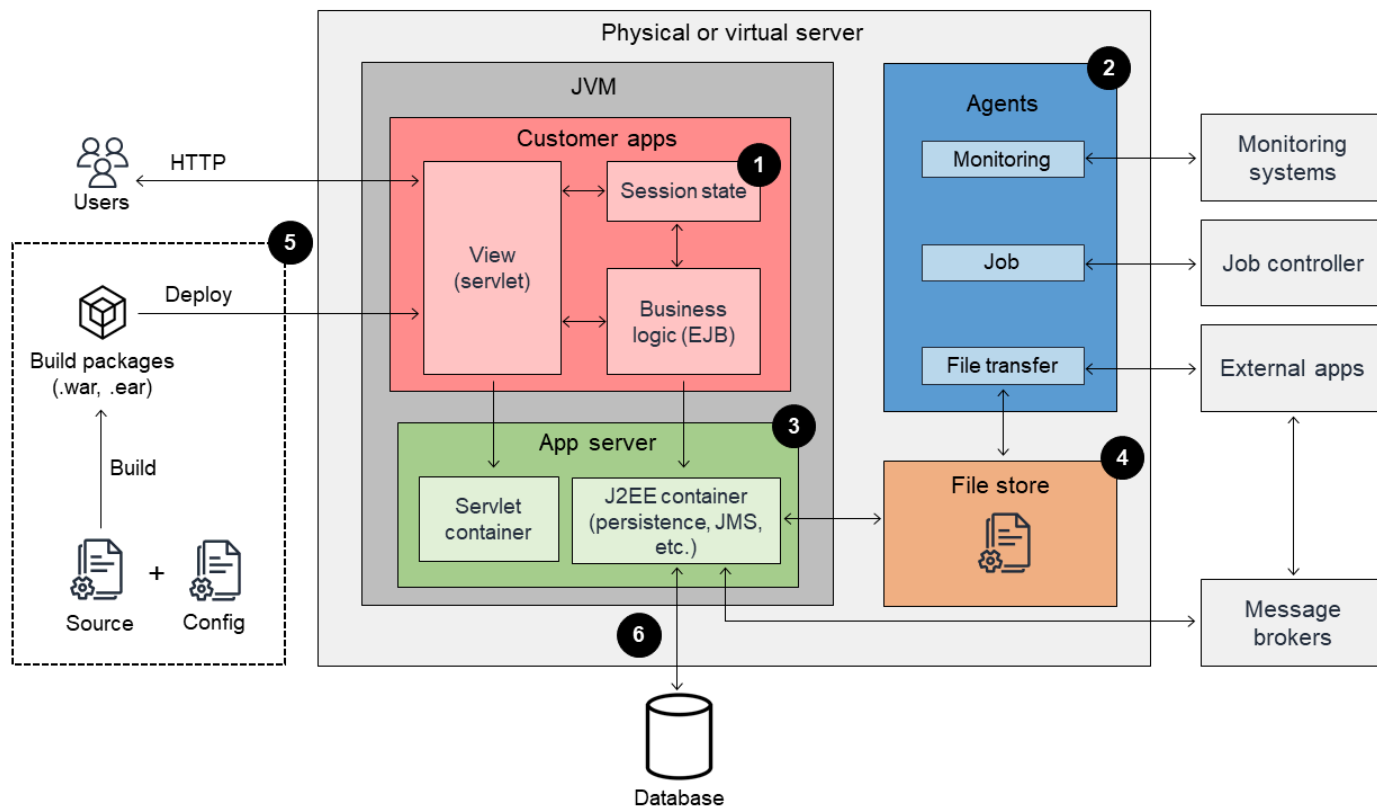 Physical or virtual server
JVM
Customer apps
1
View
(servlet)
Session state
Business
logic (EJB)
App server
3
Servlet
container
J2EE container
(persistence, JMS,
etc.)
2
Agents
Monitoring
Job
File transfer
4
File store
Monitoring
systems
Job controller
External apps
Message
brokers
HTTP
Users
5
Deploy
Build packages
(.war, .ear)
Build
Source
+
Config
6
Database